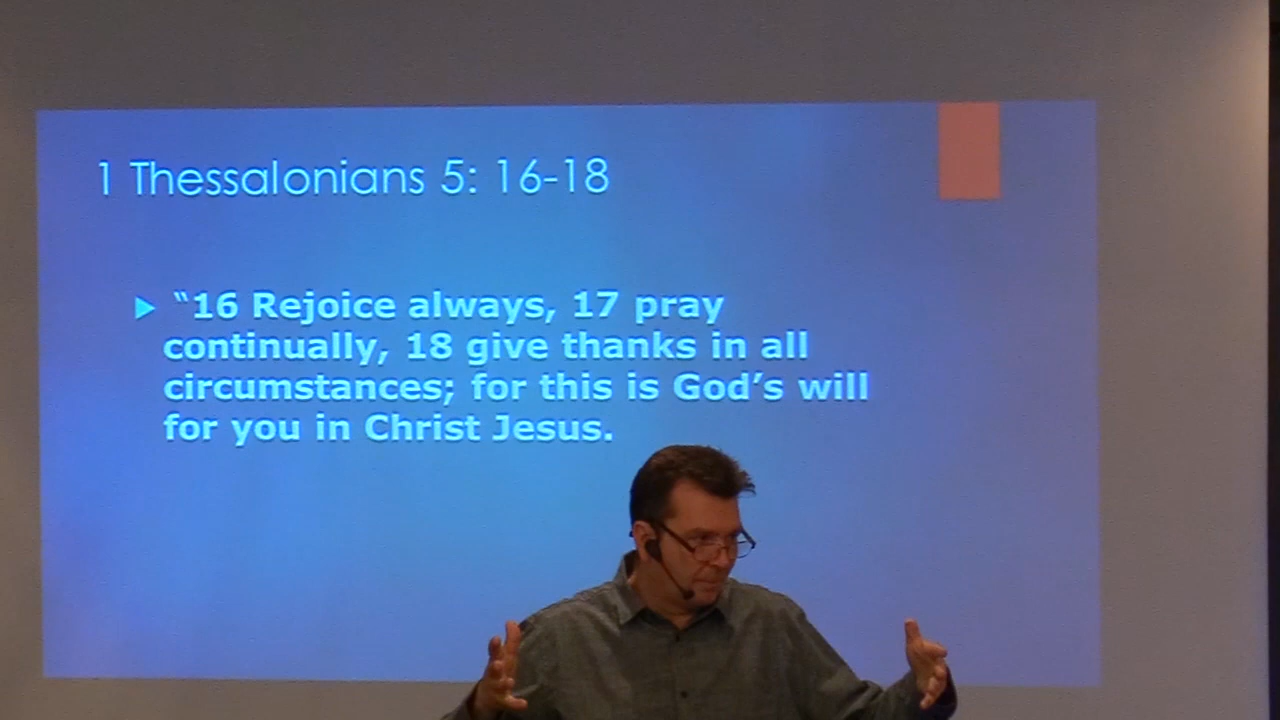 1 Thessalonians 5: 16-18
“16 Rejoice always, 17 pray
continually, 18 give thanks in all
circumstances; for this is God’s will
for you in Christ Jesus.